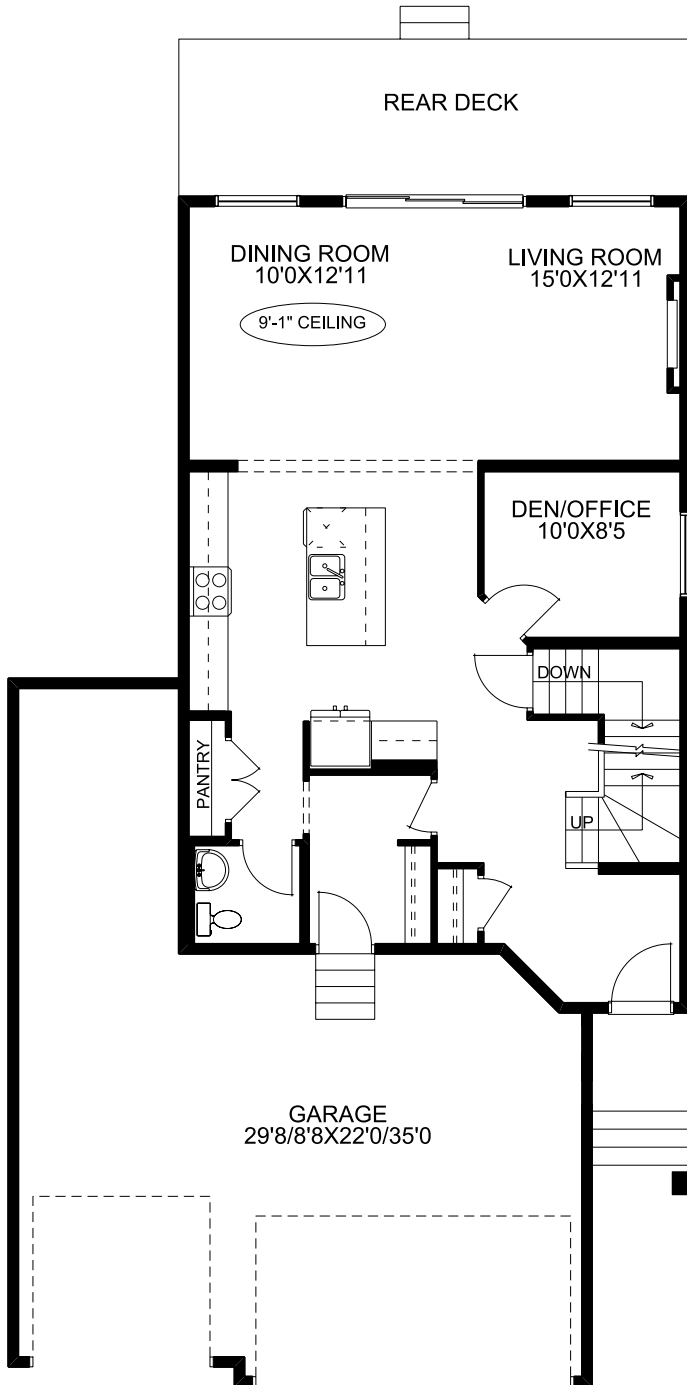 REAR DECK
DINING ROOM
10'0X12'11
LIVING ROOM
15'0X12'11
9'-1" CEILING
DEN/OFFICE
10'0X8'5
DOWN
PANTRY
UP
GARAGE
29'8/8'8X22'0/35'0